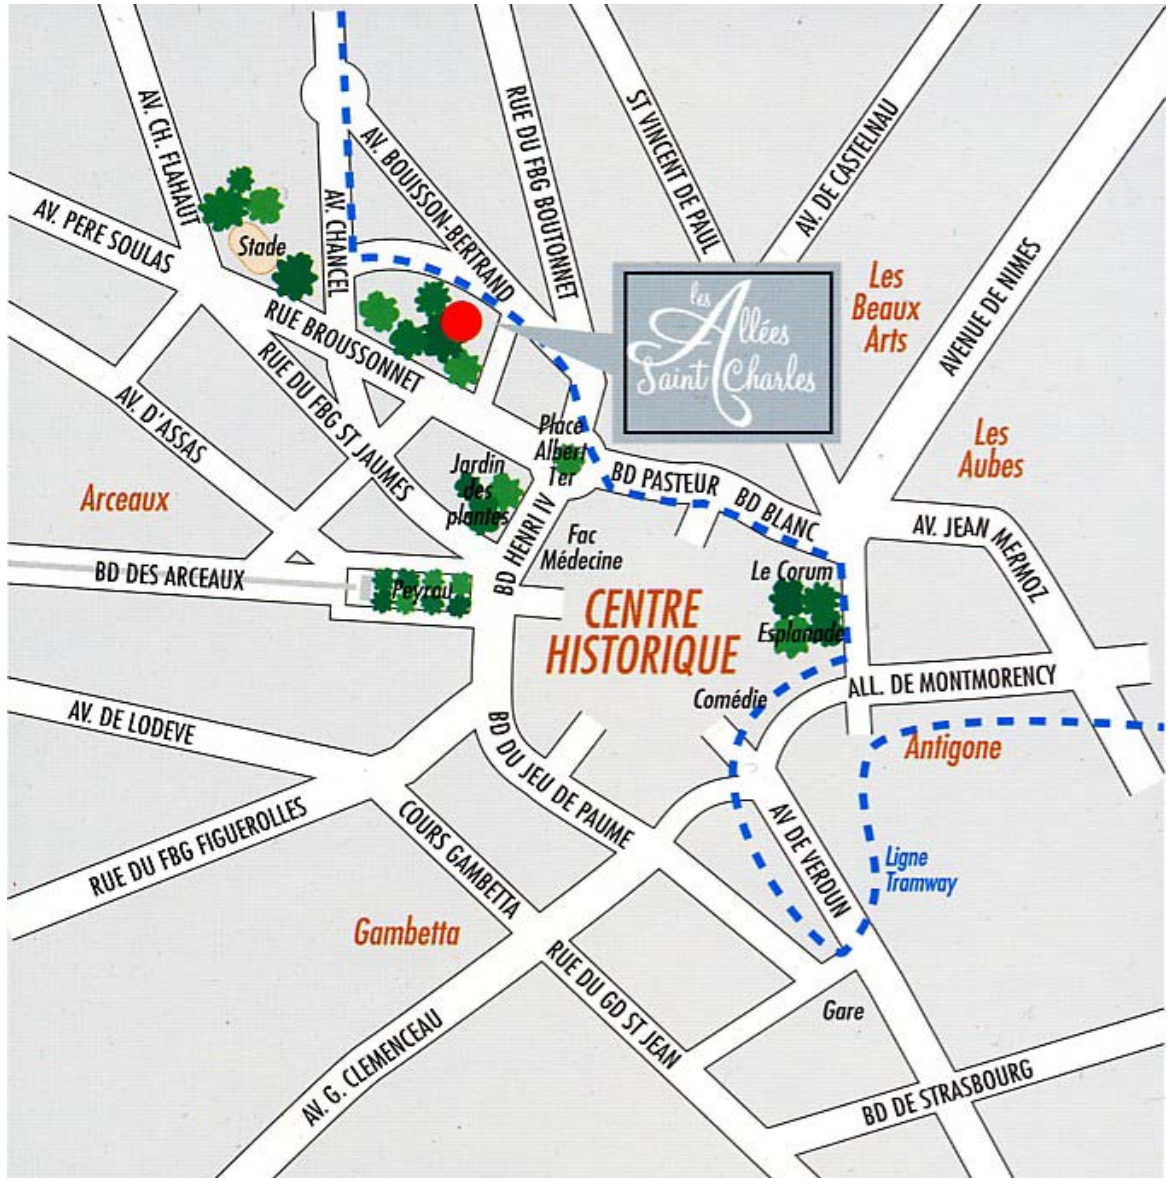 AV. CH. FLAHAUT
AV. PERE SOULAS
Stade
AV. CHANCEL
AV. BOUISSON-BERTRAND
RUE DU FBG BOUTONNET
ST VINCENT DE PAUL
AV. DE CASTELNAU
Les
Beaux
Arts
AVENUE DE NIMES
les
Allées
Saint Charles
RUE BROUSSONNET
RUE DU FBG ST JAUMES
AV. D'ASSAS
Arceaux
Place
Albert
Ter
Jardin
des
plantes
BD HENRI IV
Fac
Médecine
BD PASTEUR
BD BLANC
Les
Aubes
AV. JEAN MERMOZ
BD DES ARCEAUX
Peyrou
CENTRE
HISTORIQUE
Le Corum
Esplanade
Comédie
ALL. DE MONTMORENCY
Antigone
AV. DE LODEVE
BD DU JEU DE PAUME
RUE DU FBG FIGUEROLLES
COURS GAMBETTA
AV DE VERDUN
Ligne
Tramway
Gambetta
RUE DU GD ST JEAN
Gare
AV. G. CLEMENCEAU
BD DE STRASBOURG